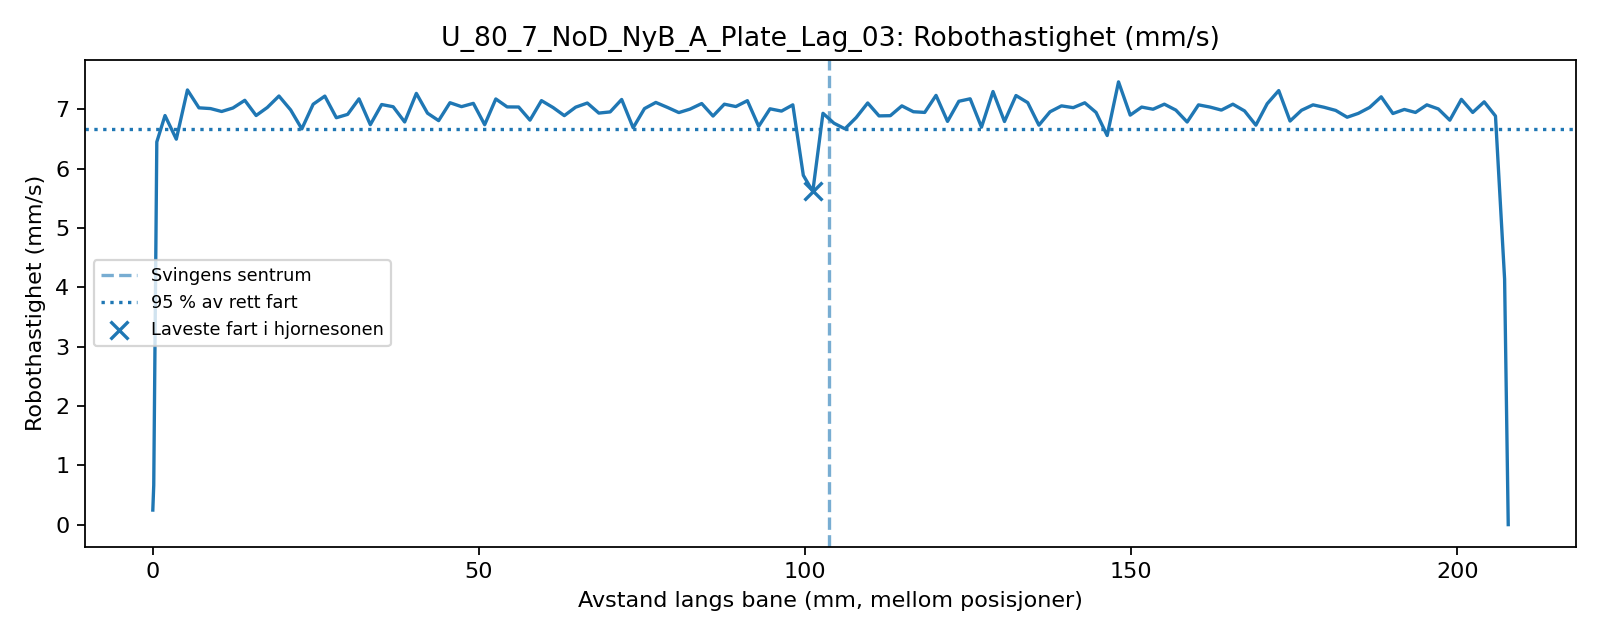 U_80_7_NoD_NyB_A_Plate_Lag_03: Robothastighet (mm/s)
Robothastighet (mm/s)
7
6
5
4
3
2
1
0
Svingens sentrum
95 % av rett fart
Laveste fart i hjornesonen
0 50 100 150 200
Avstand langs bane (mm, mellom posisjoner)